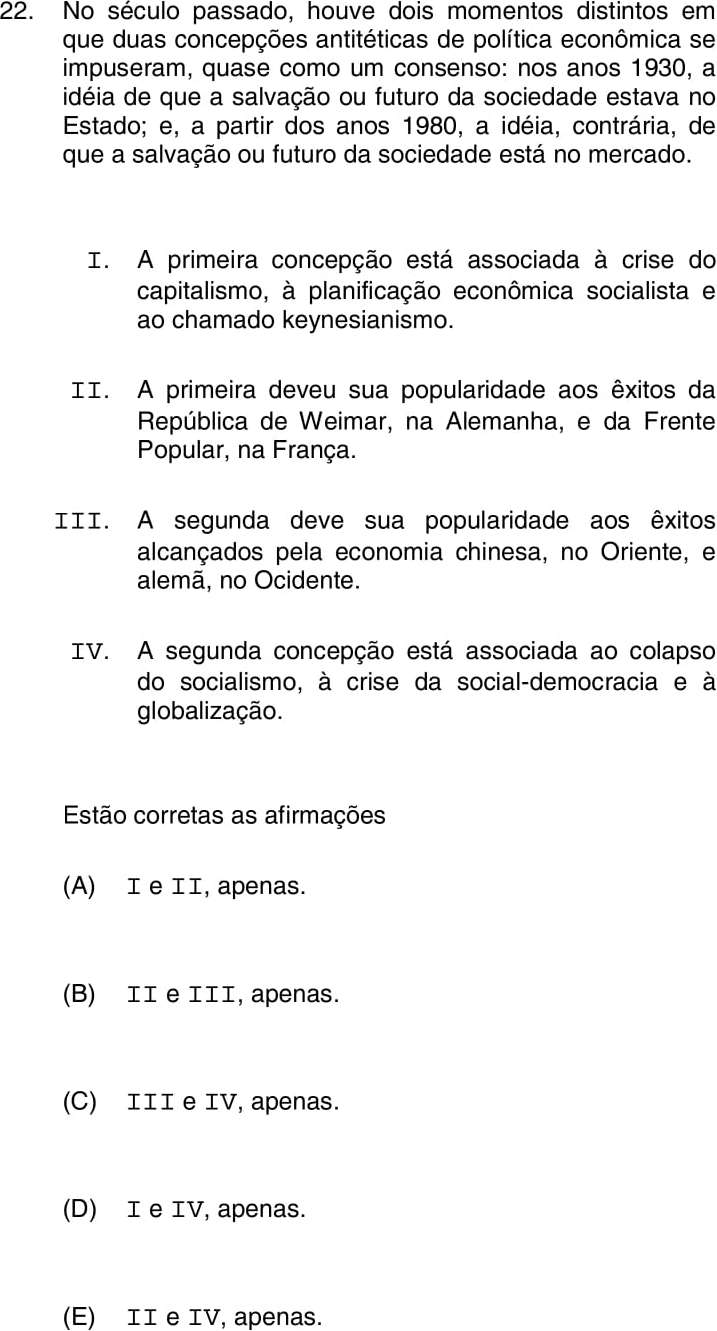 22. No século passado, houve dois momentos distintos em
que duas concepções antitéticas de política econômica se
impuseram, quase como um consenso: nos anos 1930, a
idéia de que a salvação ou futuro da sociedade estava no
Estado; e, a partir dos anos 1980, a idéia, contrária, de
que a salvação ou futuro da sociedade está no mercado.
I. A primeira concepção está associada à crise do
capitalismo, à planificação econômica socialista e
ao chamado keynesianismo.
II. A primeira deveu sua popularidade aos êxitos da
República de Weimar, na Alemanha, e da Frente
Popular, na França.
III. A segunda deve sua popularidade aos êxitos
alcançados pela economia chinesa, no Oriente, e
alemã, no Ocidente.
IV. A segunda concepção está associada ao colapso
do socialismo, à crise da social-democracia e à
globalização.
Estão corretas as afirmações
(A) I e II, apenas.
(B) II e III, apenas.
(C) III e IV, apenas.
(D) I e IV, apenas.
(E) II e IV, apenas.